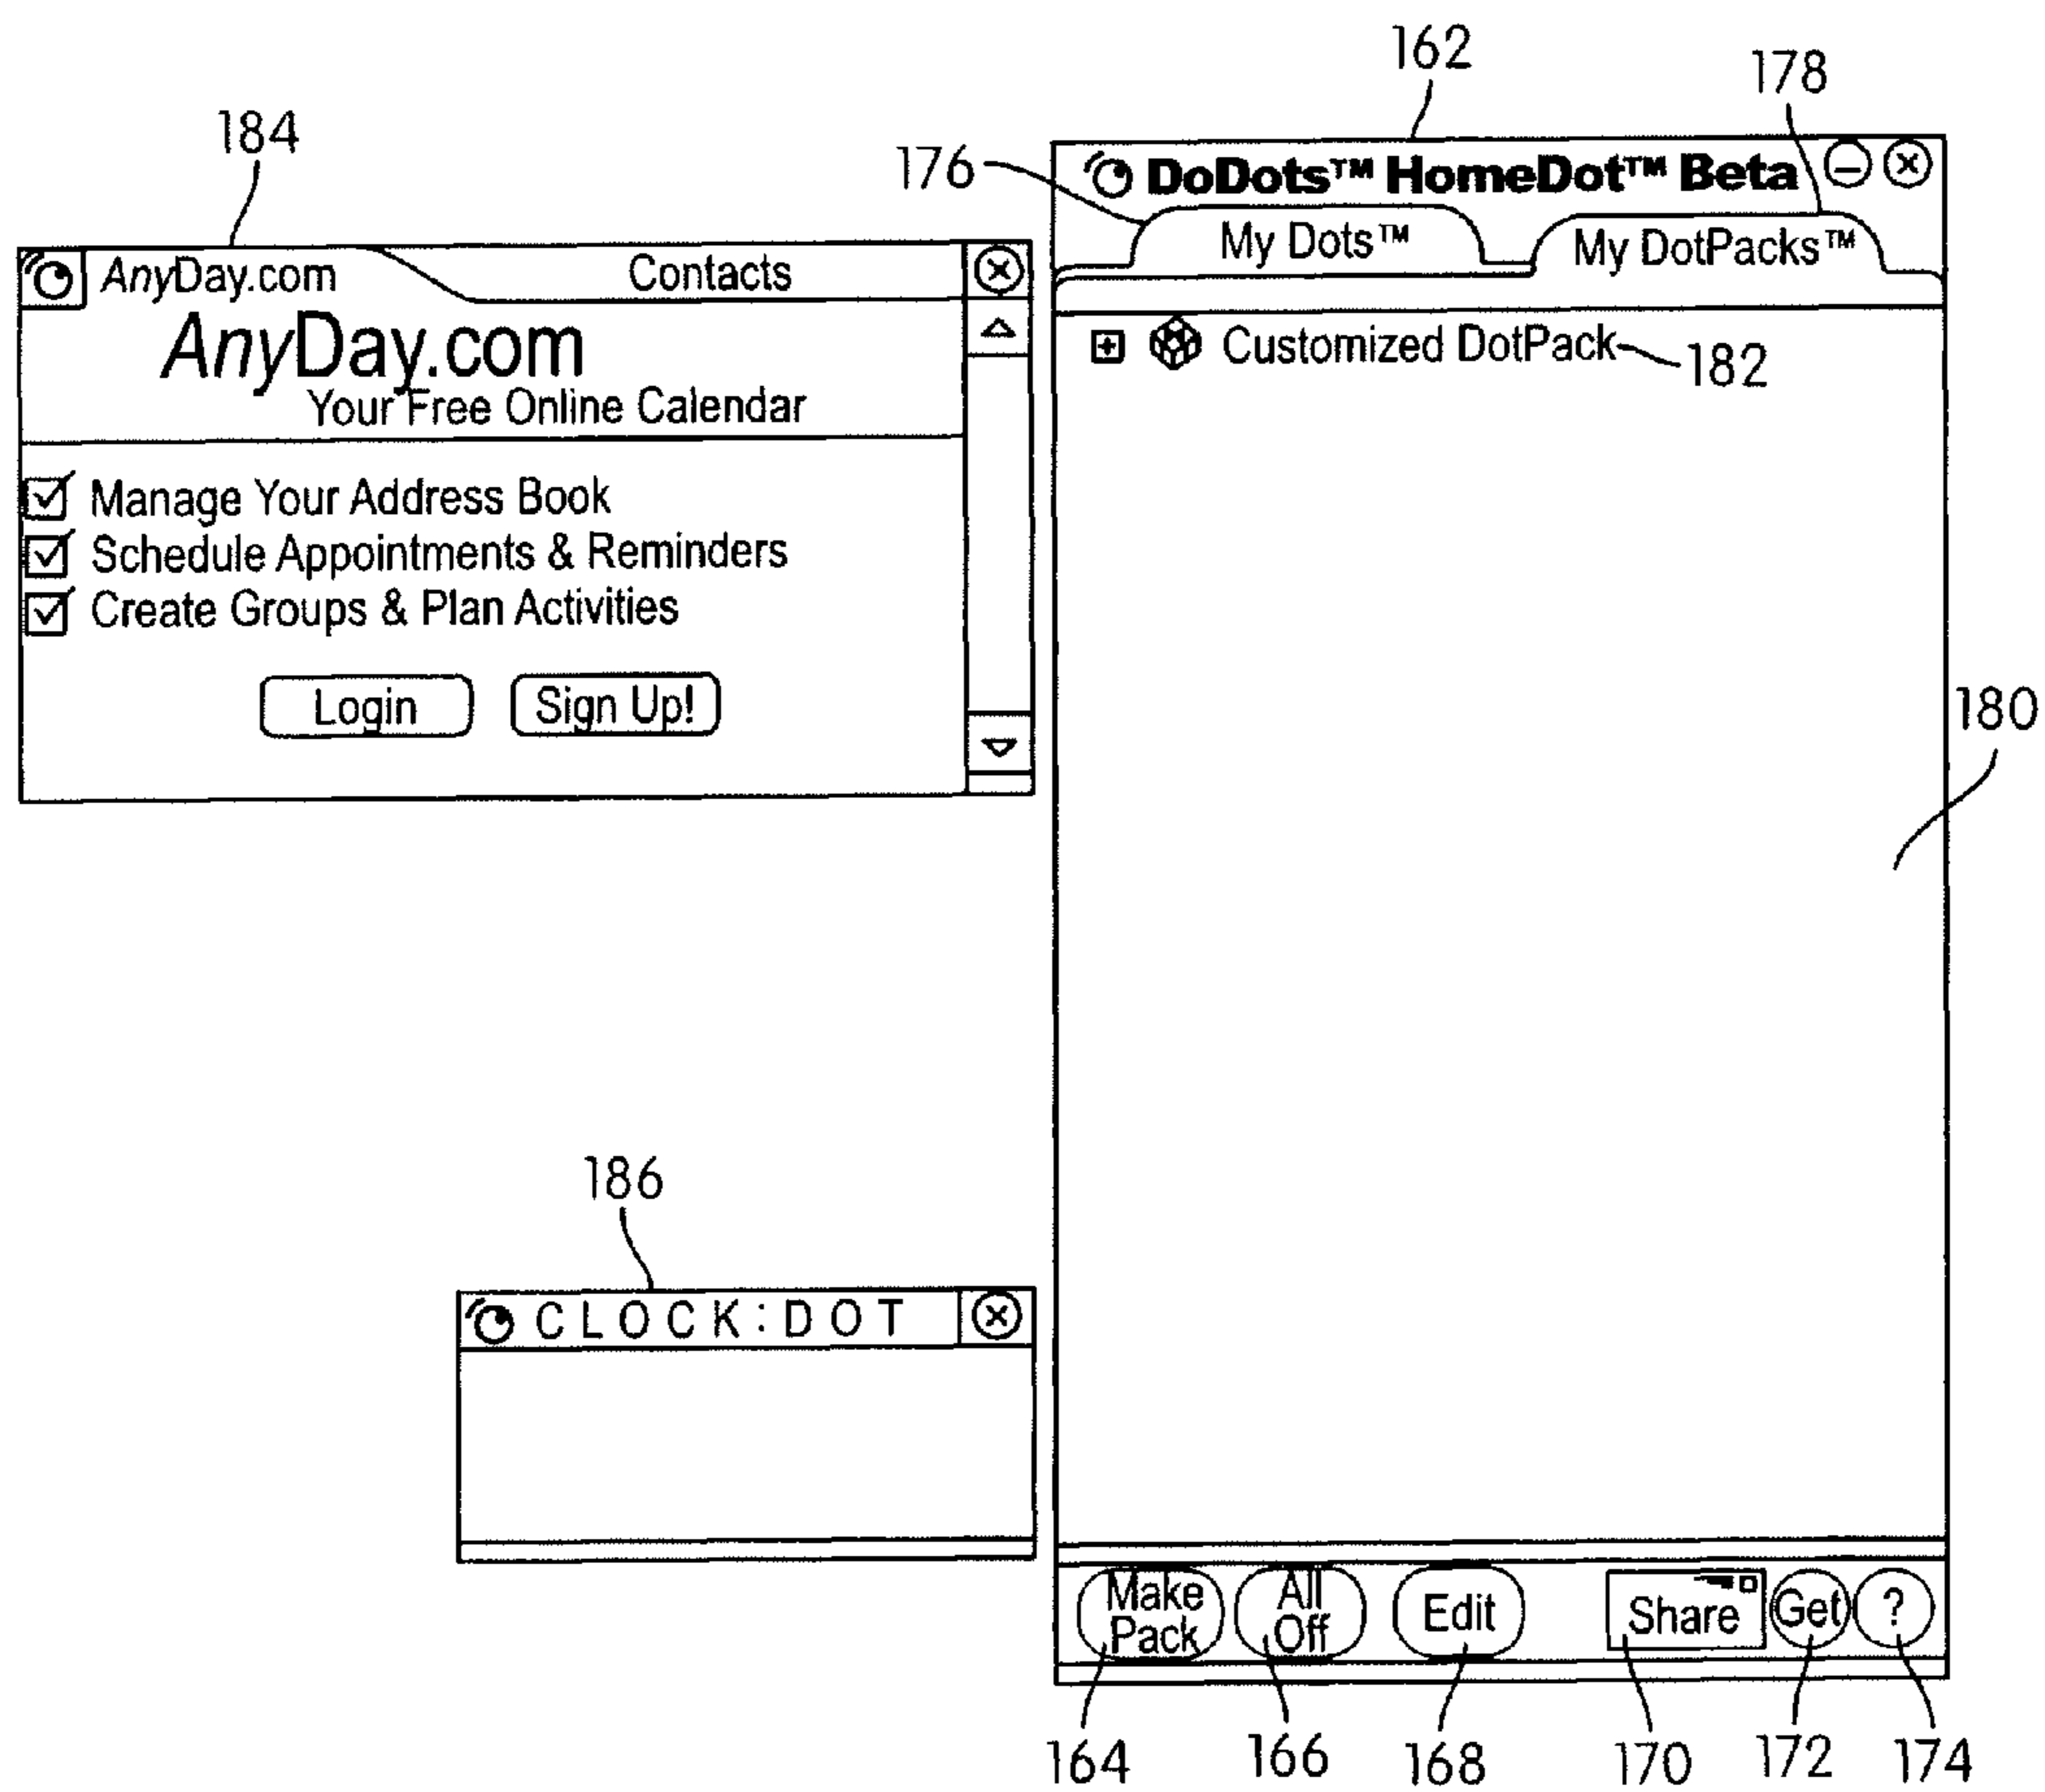 162
178
184
176
DoDots™ HomeDot™ Beta
My Dots™
My DotPacks™
AnyDay.com
Contacts
AnyDay.com
Your Free Online Calendar
Customized DotPack
182
Manage Your Address Book
Schedule Appointments & Reminders
Create Groups & Plan Activities
Login
Sign Up!
180
186
CLOCK:DOT
Make
Pack
All
Off
Edit
Share
Get
?
164
166
168
170
172
174